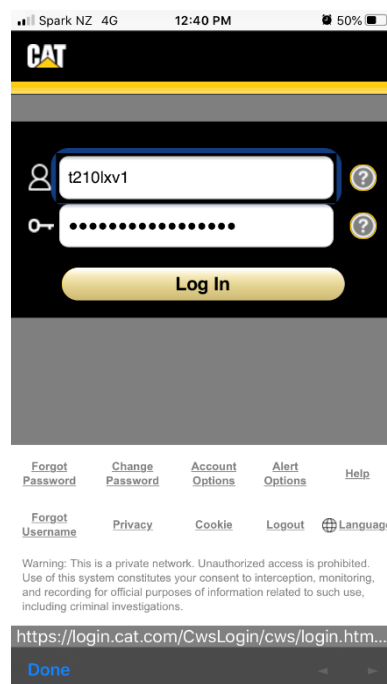 Spark NZ 4G 12:40 PM 50%
CAT
t210lxv1
?
•••••••••••••••••
?
Log In
Forgot Password Change Password Account Options Alert Options Help
Forgot Username Privacy Cookie Logout Languag
Warning: This is a private network. Unauthorized access is prohibited.
Use of this system constitutes your consent to interception, monitoring,
and recording for official purposes of information related to such use,
including criminal investigations.
https://login.cat.com/CwsLogin/cws/login.htm...
Done